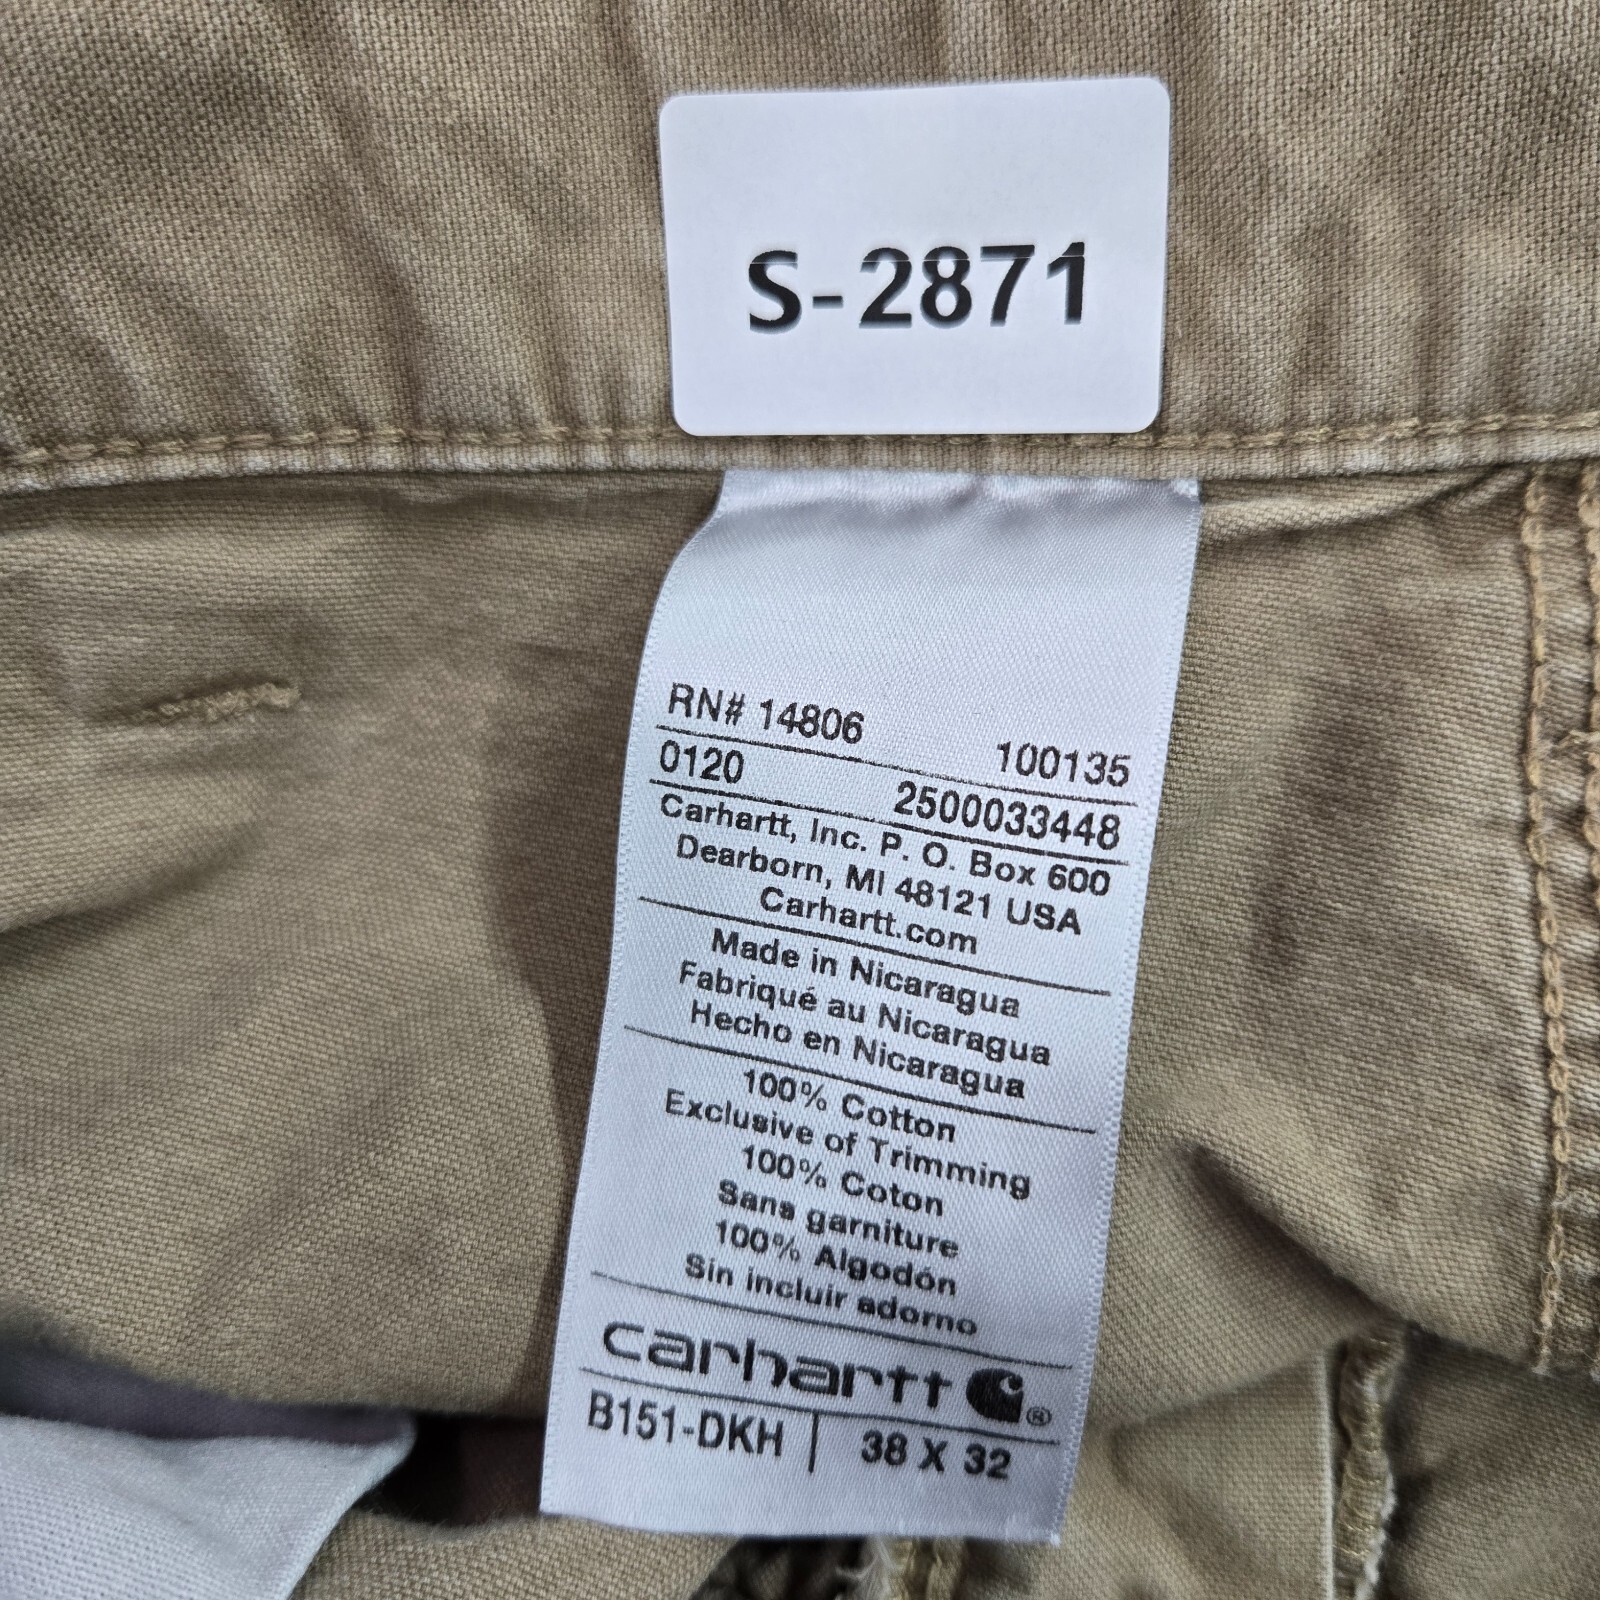 S-2871
RN# 14806 100135
0120 2500033448
Carhartt, Inc. P. O. Box 600
Dearborn, MI 48121 USA
Carhartt.com
Made in Nicaragua
Fabriqué au Nicaragua
Hecho en Nicaragua
100% Cotton
Exclusive of Trimming
100% Coton
Sans garniture
100% Algodón
Sin incluir adorno
carhartt ®
B151-DKH | 38 X 32